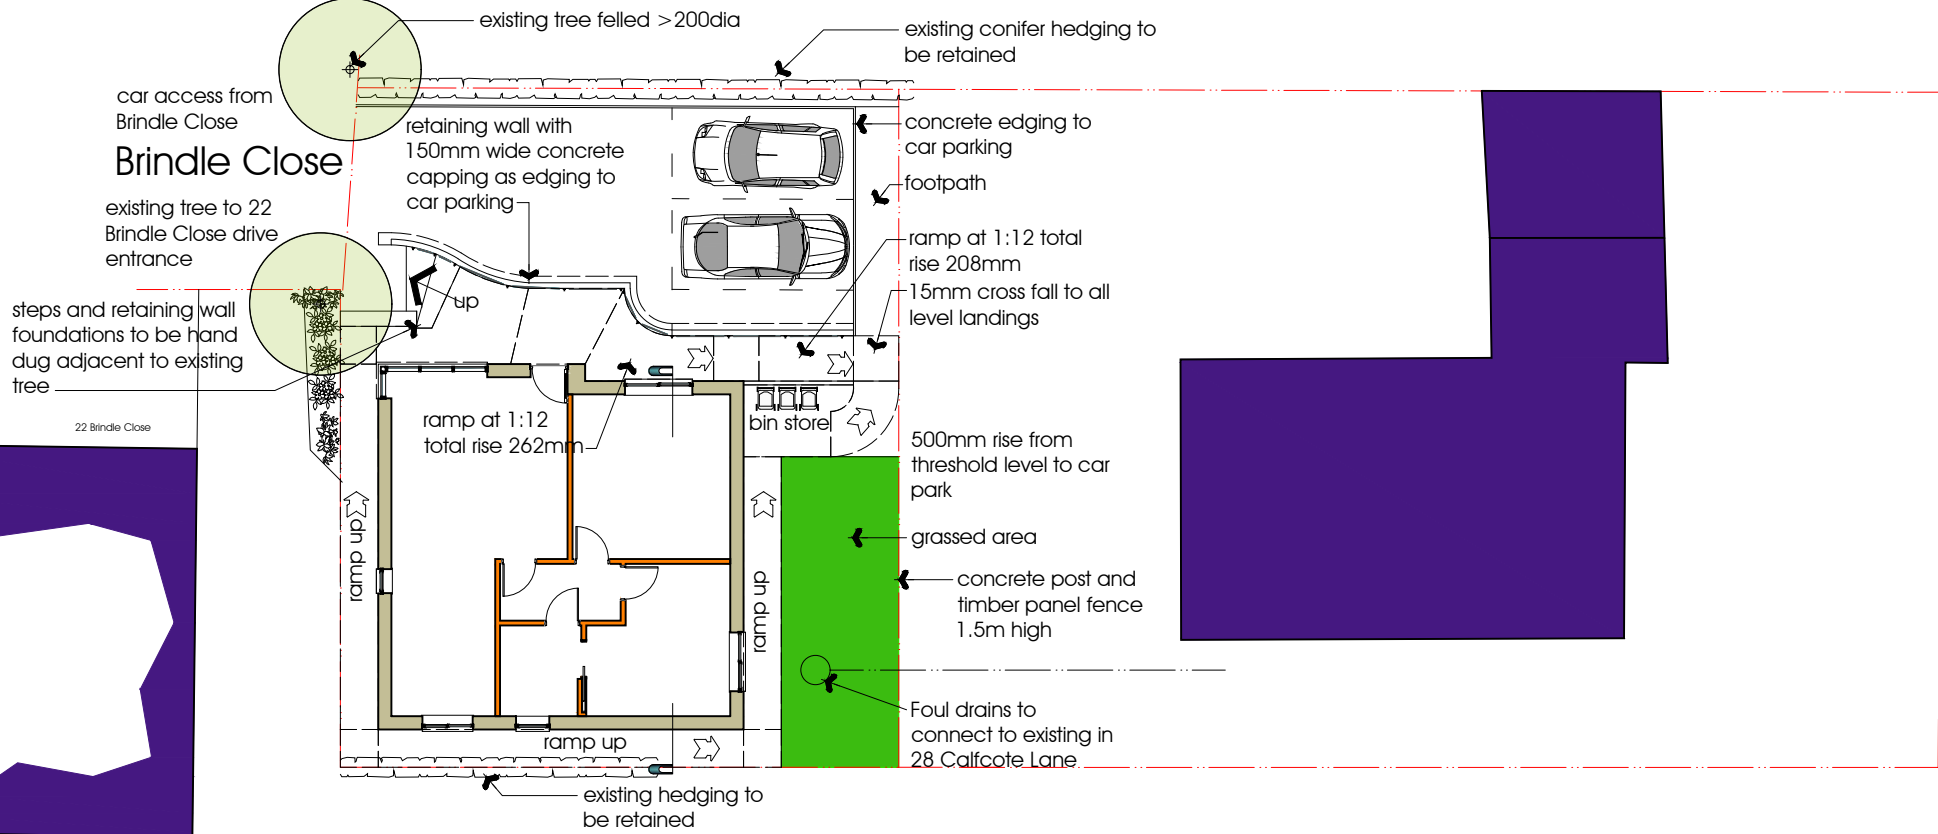 existing tree felled >200dia
existing conifer hedging to
be retained
car access from
Brindle Close
Brindle Close
retaining wall with
150mm wide concrete
capping as edging to
car parking
concrete edging to
car parking
footpath
existing tree to 22
Brindle Close drive
entrance
ramp at 1:12 total
rise 208mm
15mm cross fall to all
level landings
steps and retaining wall
foundations to be hand
dug adjacent to existing
tree
up
22 Brindle Close
ramp at 1:12
total rise 262mm
bin store
500mm rise from
threshold level to car
park
grassed area
ramp up
ramp up
concrete post and
timber panel fence
1.5m high
Foul drains to
connect to existing in
28 Calfcote Lane
ramp up
existing hedging to
be retained